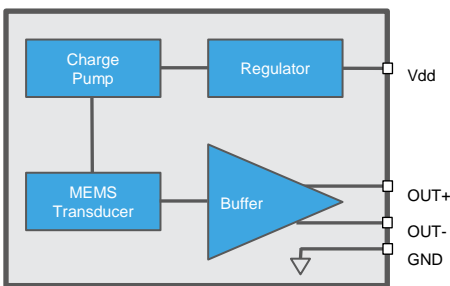 Charge
Pump
Regulator
Vdd
MEMS
Transducer
Buffer
OUT+
OUT-
GND